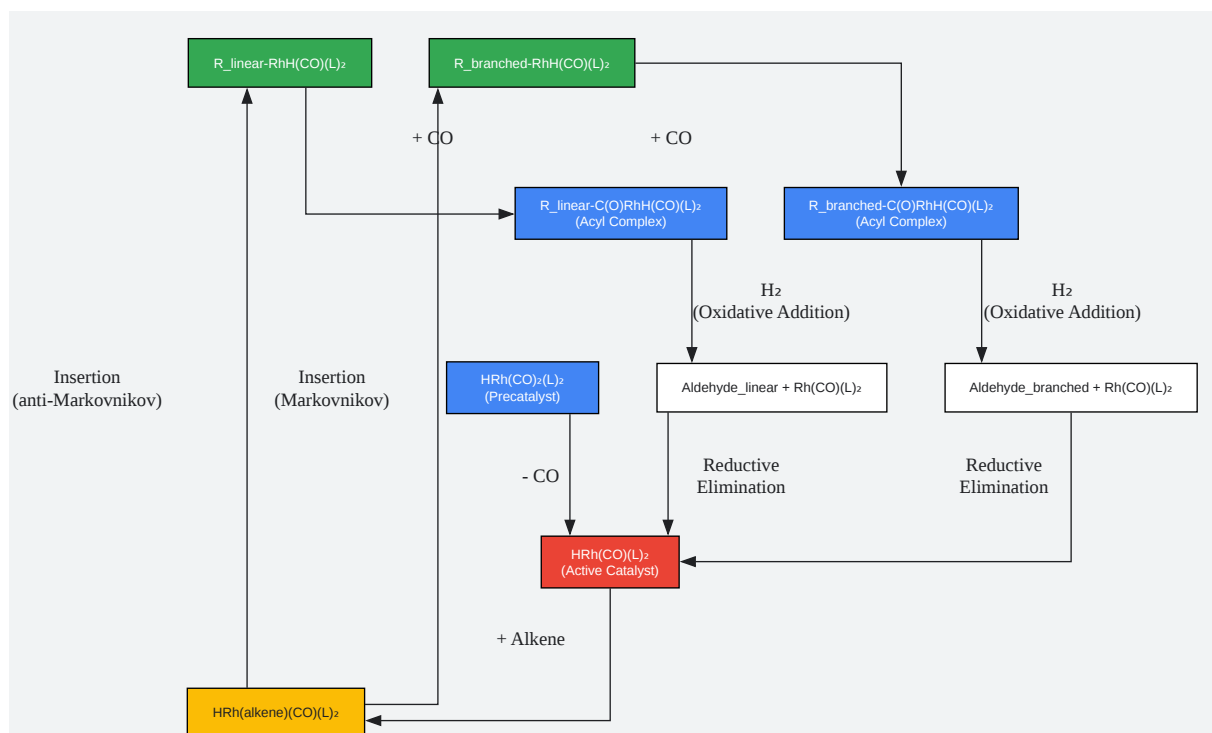 R_linear-RhH(CO)(L)₂
R_branched-RhH(CO)(L)₂
+ CO
+ CO
R_linear-C(O)RhH(CO)(L)₂
(Acyl Complex)
R_branched-C(O)RhH(CO)(L)₂
(Acyl Complex)
H₂
(Oxidative Addition)
H₂
(Oxidative Addition)
Insertion
(anti-Markovnikov)
Insertion
(Markovnikov)
HRh(CO)₂(L)₂
(Precatalyst)
Aldehyde_linear + Rh(CO)(L)₂
Aldehyde_branched + Rh(CO)(L)₂
- CO
Reductive
Elimination
Reductive
Elimination
HRh(CO)(L)₂
(Active Catalyst)
+ Alkene
HRh(alkene)(CO)(L)₂